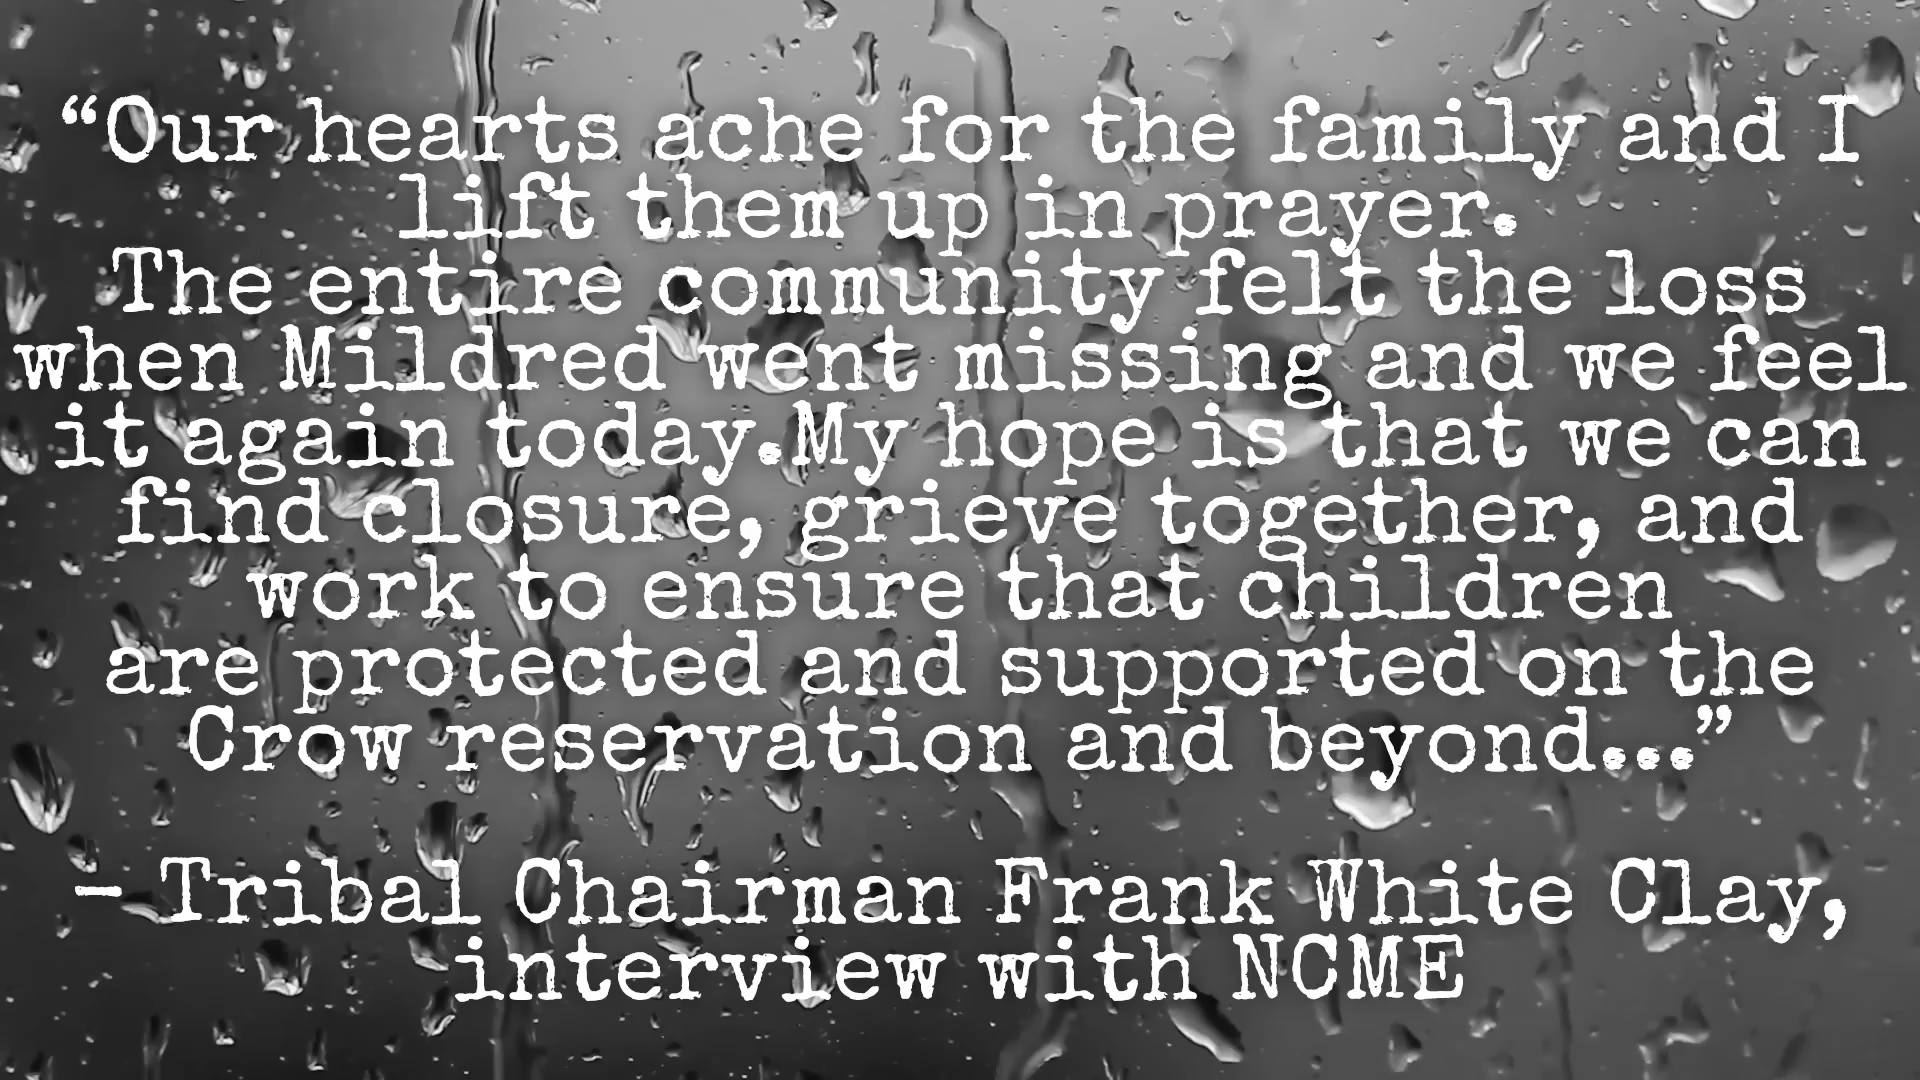 “Our hearts ache for the family and I
lift them up in prayer.
The entire community felt the loss
when Mildred went missing and we feel
it again today.My hope is that we can
find closure, grieve together, and
work to ensure that children
are protected and supported on the
Crow reservation and beyond...”
- Tribal Chairman Frank White Clay,
interview with NCME